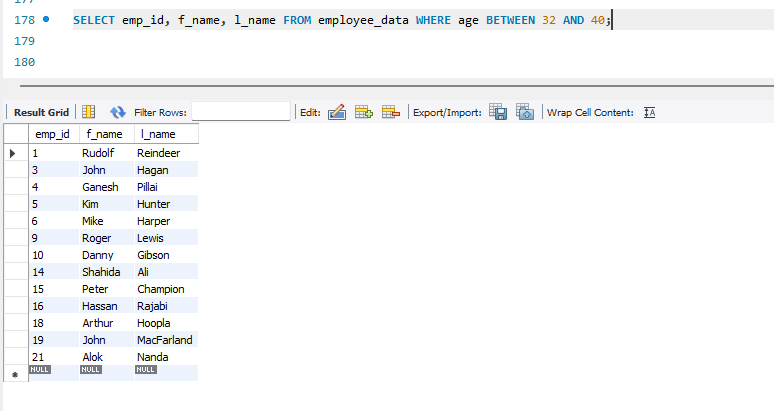 177
178 SELECT emp_id, f_name, l_name FROM employee_data WHERE age BETWEEN 32 AND 40;
179
180
Result Grid Filter Rows: Edit: Export/Import: Wrap Cell Content:
emp_id f_name l_name
1 Rudolf Reindeer
3 John Hagan
4 Ganesh Pillai
5 Kim Hunter
6 Mike Harper
9 Roger Lewis
10 Danny Gibson
14 Shahida Ali
15 Peter Champion
16 Hassan Rajabi
18 Arthur Hoopla
19 John MacFarland
21 Alok Nanda
NULL NULL NULL